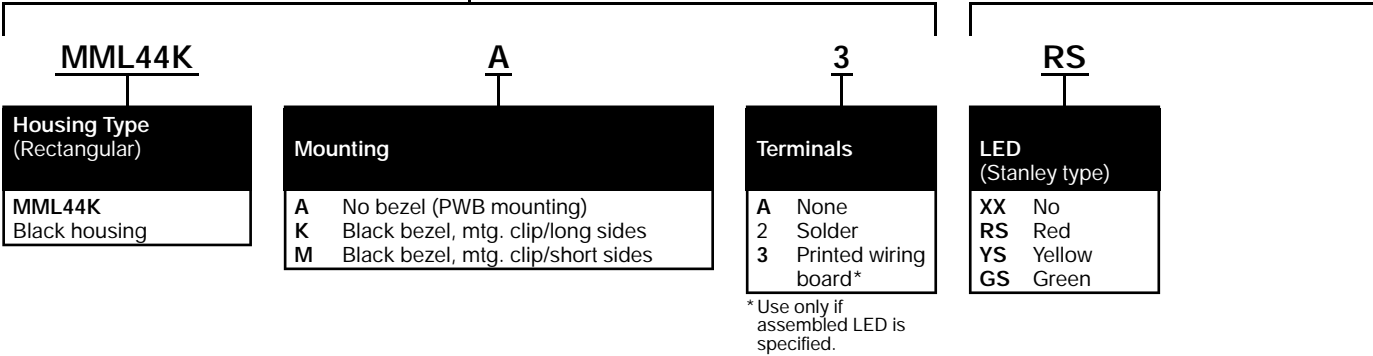 MML44K A 3 RS
Housing Type
(Rectangular)
MML44K
Black housing
Mounting
A No bezel (PWB mounting)
K Black bezel, mtg. clip/long sides
M Black bezel, mtg. clip/short sides
Terminals
A None
2 Solder
3 Printed wiring
board*
* Use only if
assembled LED is
specified.
LED
(Stanley type)
XX No
RS Red
YS Yellow
GS Green